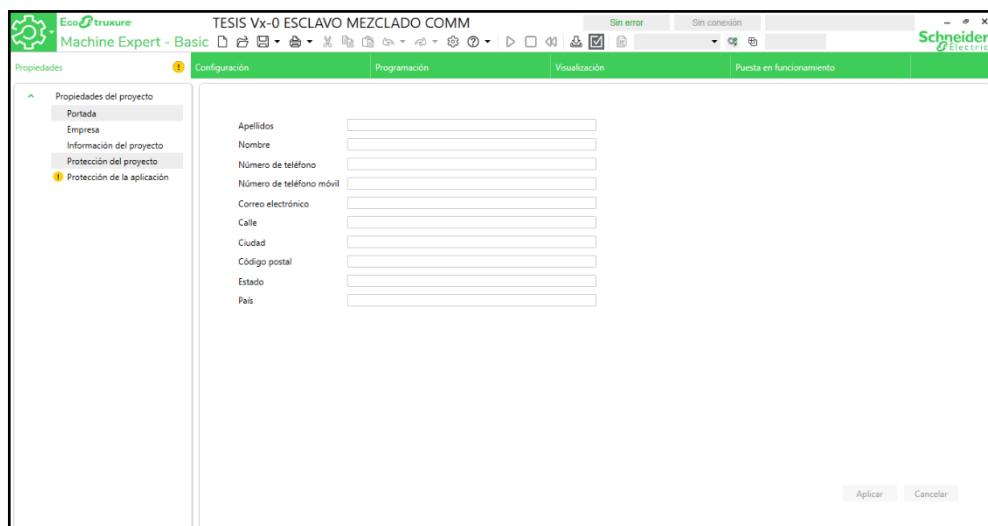 EcoStruxure
TESIS Vx-0 ESCLAVO MEZCLADO COMM
Sin error
Sin conexión
Machine Expert - Basic
Schneider
Electric
Propiedades
Configuración
Programación
Visualización
Puesta en funcionamiento
Propiedades del proyecto
Portada
Empresa
Información del proyecto
Protección del proyecto
Protección de la aplicación
Apellidos
Nombre
Número de teléfono
Número de teléfono móvil
Correo electrónico
Calle
Ciudad
Código postal
Estado
País
Aplicar
Cancelar